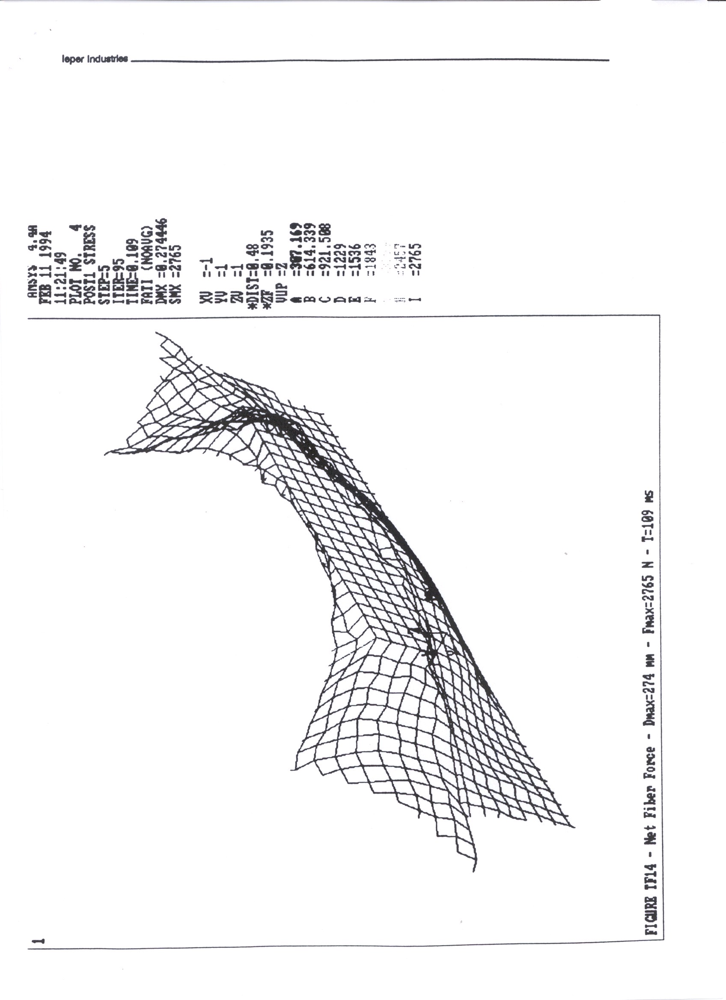 Ieper Industries
1
ANSYS 4.4A
FEB 11 1994
11:21:49
PLOT NO. 4
POST1 STRESS
STEP=5
ITER=95
TIME=0.109
FATI (NOAVG)
DMX =0.274446
SMX =2765
XV =-1
YV =1
ZV =1
*DIST=0.48
*ZF =0.1935
VUP =Z
A =307.169
B =614.339
C =921.508
D =1229
E =1536
F =1843
=2457
I =2765
FIGURE TF14 - Net Fiber Force - Dmax=274 mm - Fmax=2765 N - T=109 ms